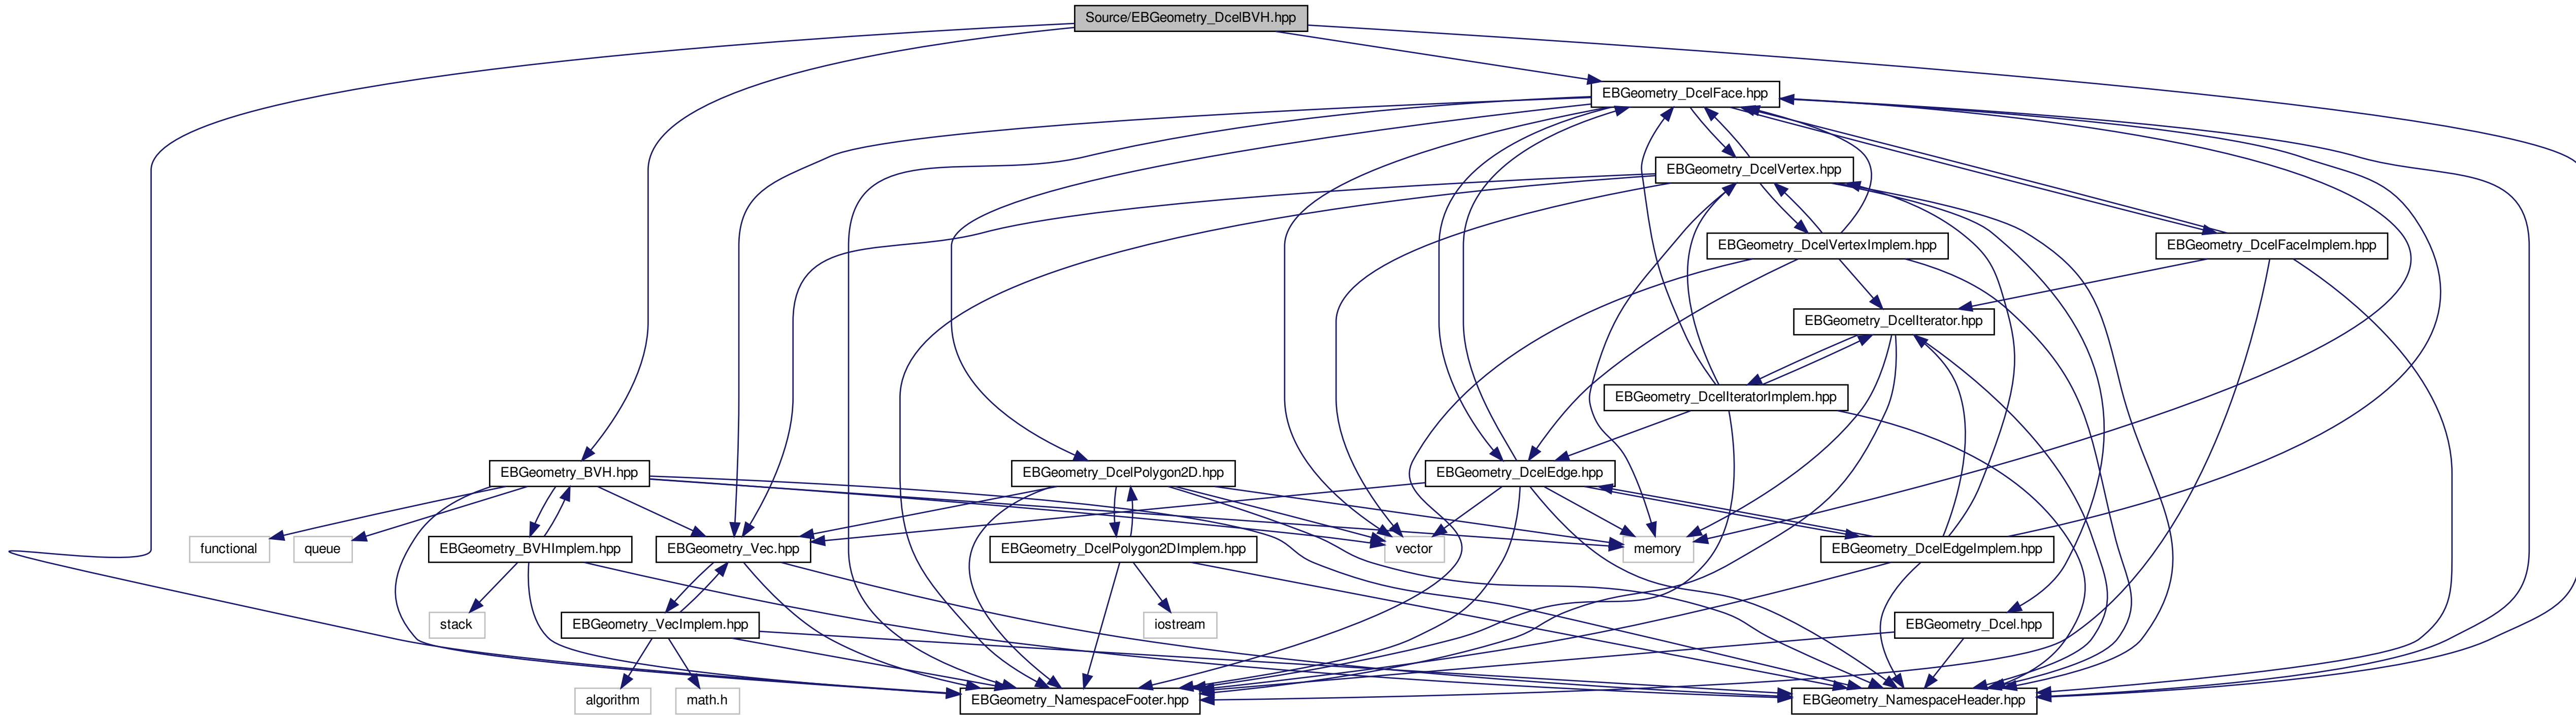 Source/EBGeometry_DcelBVH.hpp
EBGeometry_DcelFace.hpp
EBGeometry_DcelVertex.hpp
EBGeometry_DcelVertexImplem.hpp
EBGeometry_DcelFaceImplem.hpp
EBGeometry_DcelIterator.hpp
EBGeometry_DcelIteratorImplem.hpp
EBGeometry_BVH.hpp
EBGeometry_DcelPolygon2D.hpp
EBGeometry_DcelEdge.hpp
functional
queue
EBGeometry_BVHImplem.hpp
EBGeometry_Vec.hpp
EBGeometry_DcelPolygon2DImplem.hpp
vector
memory
EBGeometry_DcelEdgeImplem.hpp
stack
EBGeometry_VecImplem.hpp
iostream
EBGeometry_Dcel.hpp
algorithm
math.h
EBGeometry_NamespaceFooter.hpp
EBGeometry_NamespaceHeader.hpp